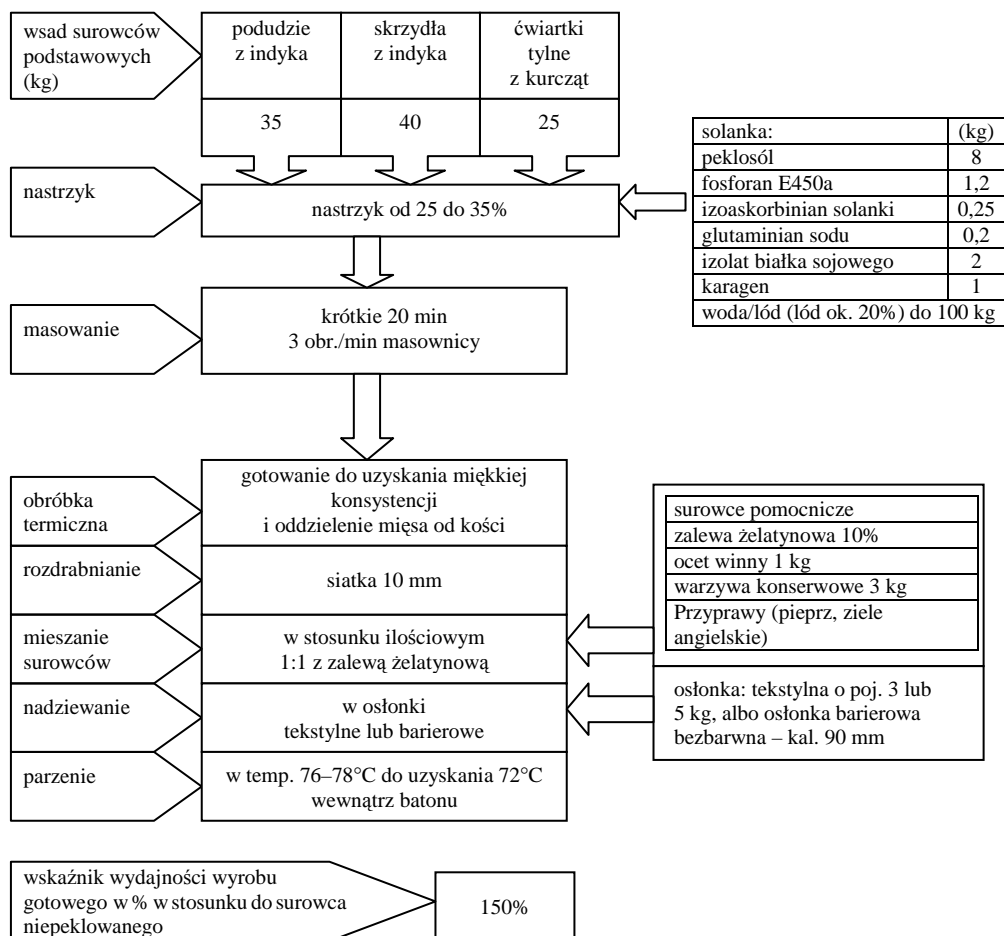 wsad surowców
podstawowych
(kg)
podudzie
z indyka
skrzydła
z indyka
ćwiartki
tylne
z kurcząt
35
40
25
solanka:
(kg)
peklosól
8
fosforan E450a
1,2
izoaskorbinian solanki
0,25
glutaminian sodu
0,2
izolat białka sojowego
2
karagen
1
woda/lód (lód ok. 20%) do 100 kg
nastrzyk
nastrzyk od 25 do 35%
masowanie
krótkie 20 min
3 obr./min masownicy
obróbka
termiczna
gotowanie do uzyskania miękkiej
konsystencji
i oddzielenie mięsa od kości
rozdrabnianie
siatka 10 mm
mieszanie
surowców
w stosunku ilościowym
1:1 z zalewą żelatynową
surowce pomocnicze
zalewa żelatynowa 10%
ocet winny 1 kg
warzywa konserwowe 3 kg
Przyprawy (pieprz, ziele
angielskie)
nadziewanie
w osłonki
tekstylne lub barierowe
osłonka: tekstylna o poj. 3 lub
5 kg, albo osłonka barierowa
bezbarwna – kal. 90 mm
parzenie
w temp. 76–78°C do uzyskania 72°C
wewnątrz batonu
wskaźnik wydajności wyrobu
gotowego w % w stosunku do surowca
niepeklowanego
150%